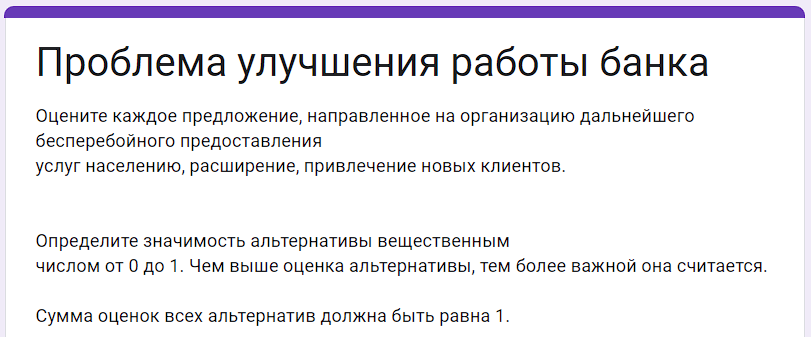 Проблема улучшения работы банка
Оцените каждое предложение, направленное на организацию дальнейшего
бесперебойного предоставления
услуг населению, расширение, привлечение новых клиентов.
Определите значимость альтернативы вещественным
числом от 0 до 1. Чем выше оценка альтернативы, тем более важной она считается.
Сумма оценок всех альтернатив должна быть равна 1.